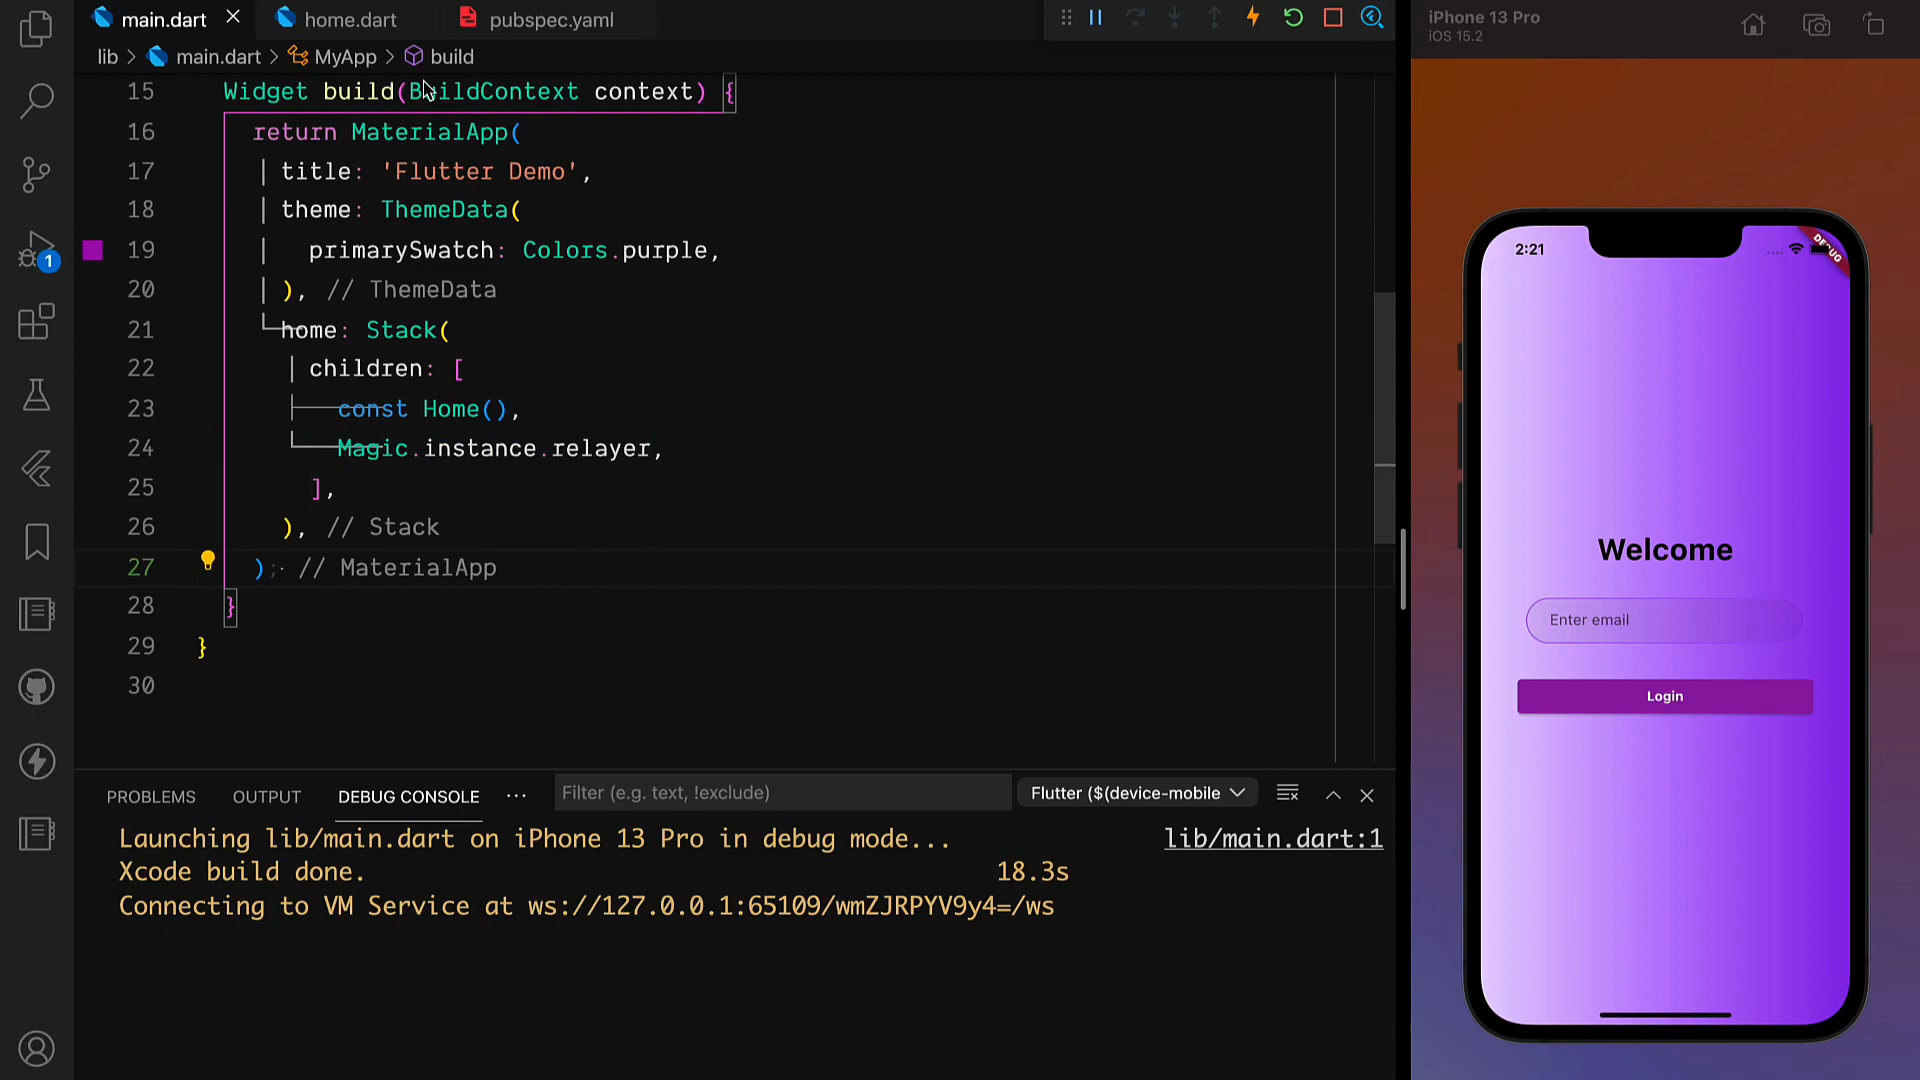 main.dart
home.dart
pubspec.yaml
lib > main.dart > MyApp > build
15 Widget build(BuildContext context) {
16 return MaterialApp(
17 title: 'Flutter Demo',
18 theme: ThemeData(
19 primarySwatch: Colors.purple,
20 ), // ThemeData
21 home: Stack(
22 children: [
23 const Home(),
24 Magic.instance.relayer,
25 ],
26 ), // Stack
27 ); // MaterialApp
28 }
29 }
30
1
PROBLEMS
OUTPUT
DEBUG CONSOLE
Filter (e.g. text, !exclude)
Flutter ($(device-mobile
Launching lib/main.dart on iPhone 13 Pro in debug mode...
lib/main.dart:1
Xcode build done. 18.3s
Connecting to VM Service at ws://127.0.0.1:65109/wmZJRPYV9y4=/ws
iPhone 13 Pro
iOS 15.2
2:21
DEBUG
Welcome
Enter email
Login